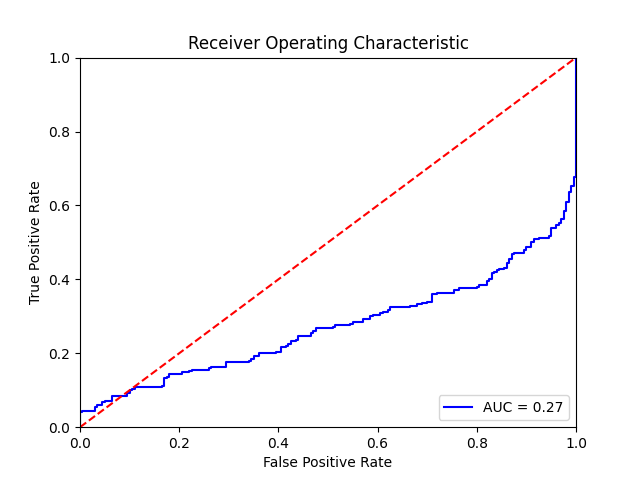 Receiver Operating Characteristic
True Positive Rate
1.0
0.8
0.6
0.4
0.2
0.0
AUC = 0.27
0.0 0.2 0.4 0.6 0.8 1.0
False Positive Rate